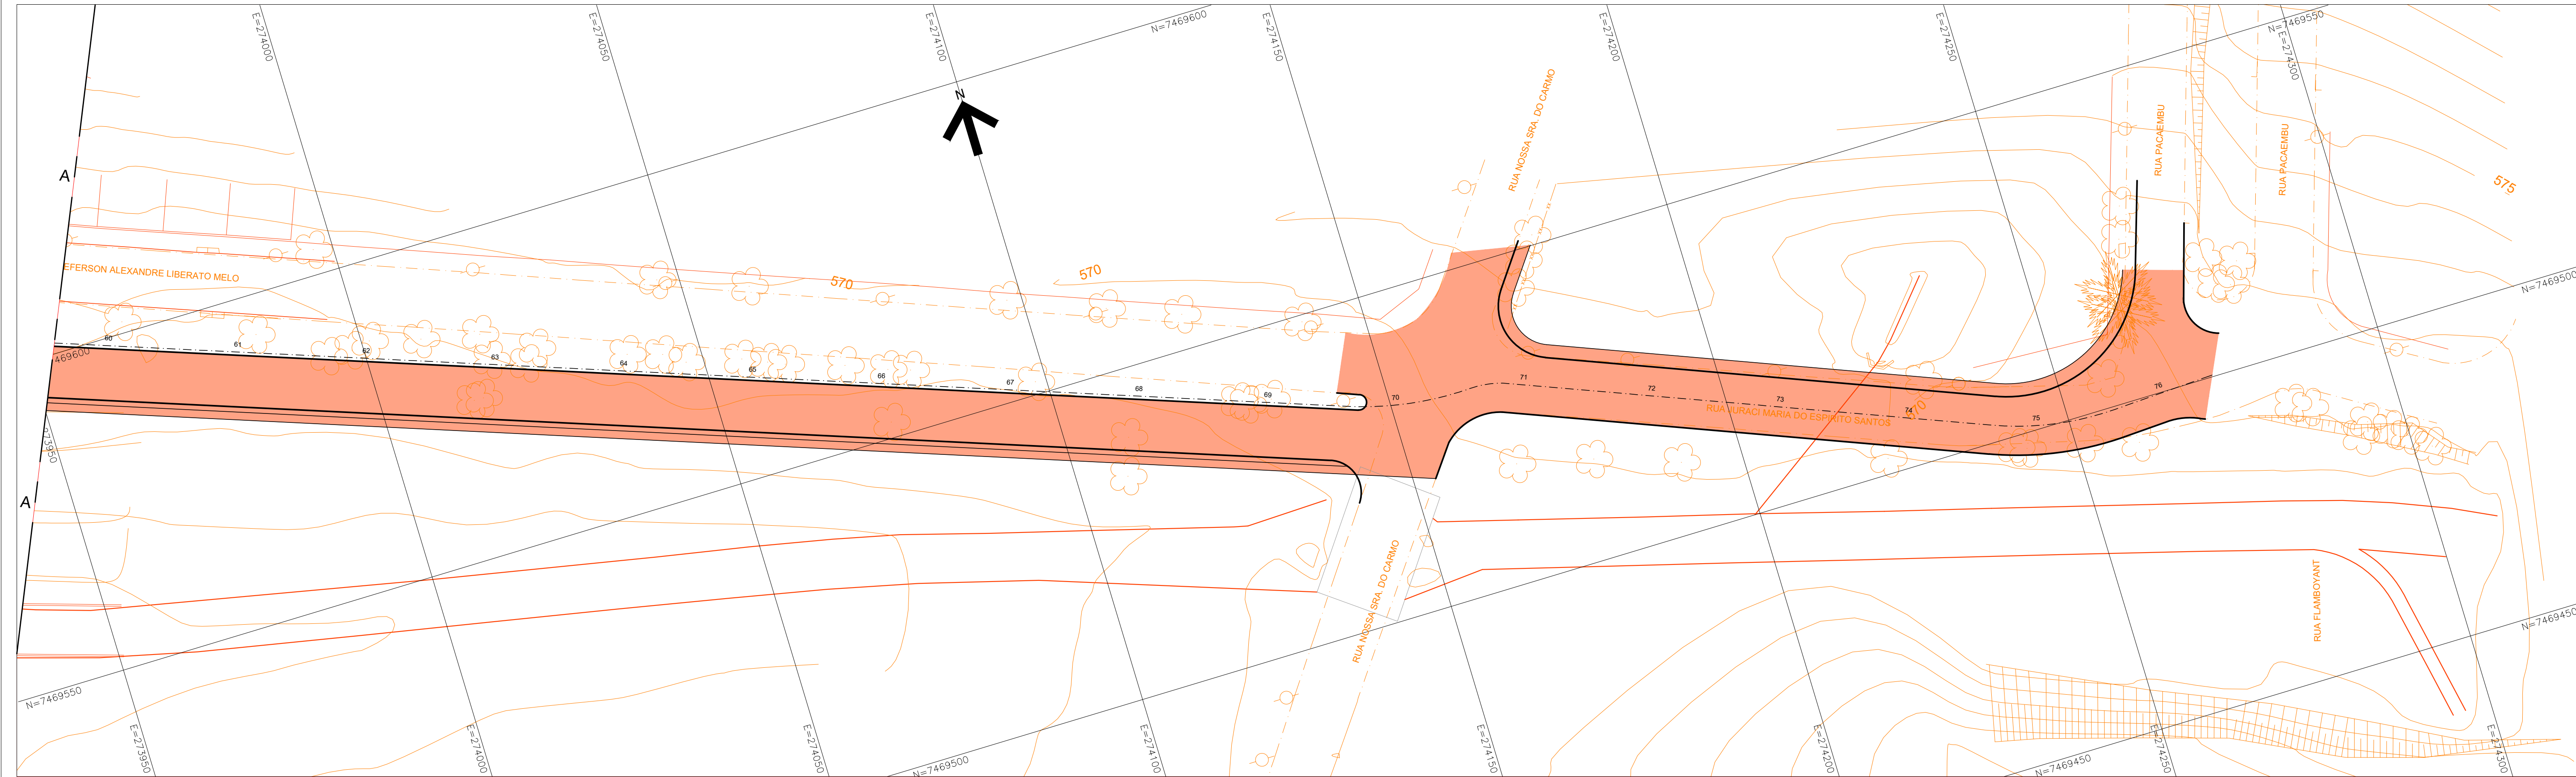 E=274000
E=274050
E=274100
N=7469600
E=274150
E=274200
E=274250
N=7469550
E=274300
N
RUA NOSSA SRA. DO CARMO
RUA PACAEMBU
RUA PACAEMBU
575
A
EFERSON ALEXANDRE LIBERATO MELO
570
570
N=7469500
60
61
62
63
64
65
66
67
68
69
70
71
72
73
74
75
76
469600
RUA JURACI MARIA DO ESPIRITO SANTOS
570
273950
A
RUA NOSSA SRA. DO CARMO
RUA FLAMBOYANT
N=7469450
N=7469550
E=273950
E=274000
E=274050
E=274100
N=7469500
E=274150
E=274200
N=7469450
E=274250
E=274300